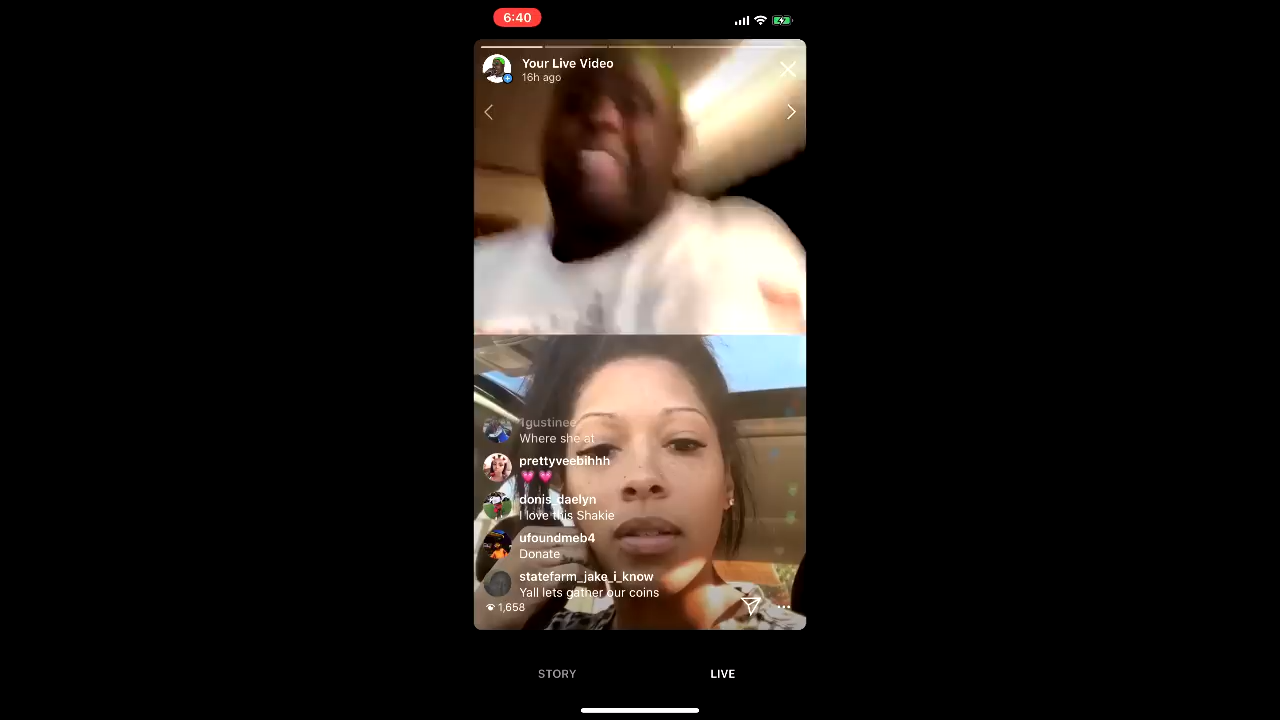 6:40
Your Live Video
16h ago
1gustinee
Where she at
prettyveebihhh
💗 💗
donis_daelyn
I love this Shakie
ufoundmeb4
Donate
statefarm_jake_i_know
Yall lets gather our coins
1,658
STORY
LIVE